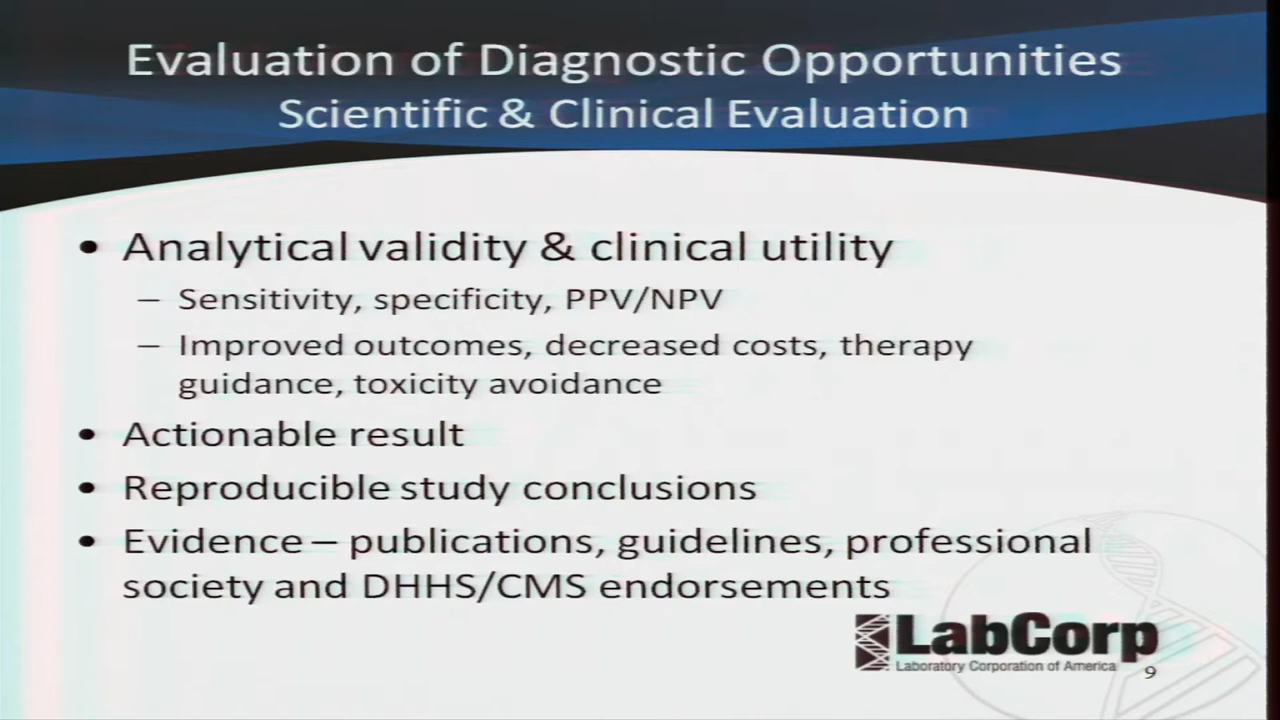 Evaluation of Diagnostic Opportunities
Scientific & Clinical Evaluation
• Analytical validity & clinical utility
– Sensitivity, specificity, PPV/NPV
– Improved outcomes, decreased costs, therapy
guidance, toxicity avoidance
• Actionable result
• Reproducible study conclusions
• Evidence – publications, guidelines, professional
society and DHHS/CMS endorsements
LabCorp
Laboratory Corporation of America
9